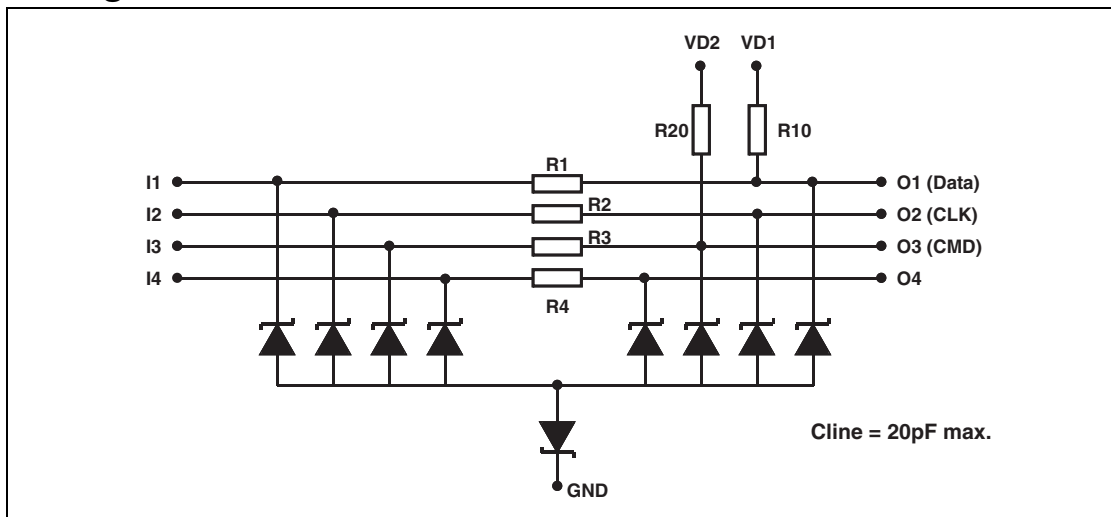 VD2 VD1
R20 R10
R1
I1 O1 (Data)
R2
I2 O2 (CLK)
R3
I3 O3 (CMD)
I4 O4
R4
Cline = 20pF max.
GND